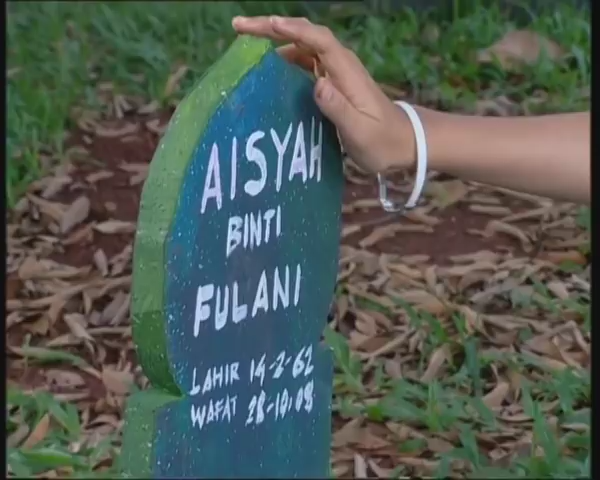 AISYAH
BINTI
FULANI
LAHIR 14-2-62
WAFAT 28-10-08